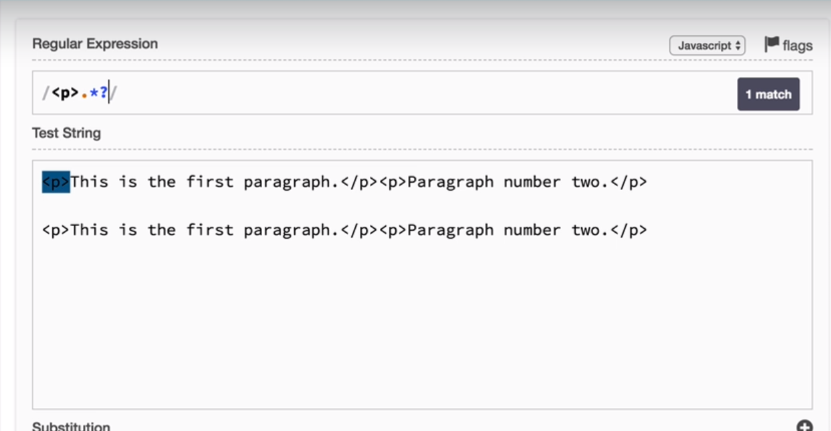 Regular Expression
Javascript flags
/<p>.*?/
1 match
Test String
<p>This is the first paragraph.</p><p>Paragraph number two.</p>
<p>This is the first paragraph.</p><p>Paragraph number two.</p>
Substitution